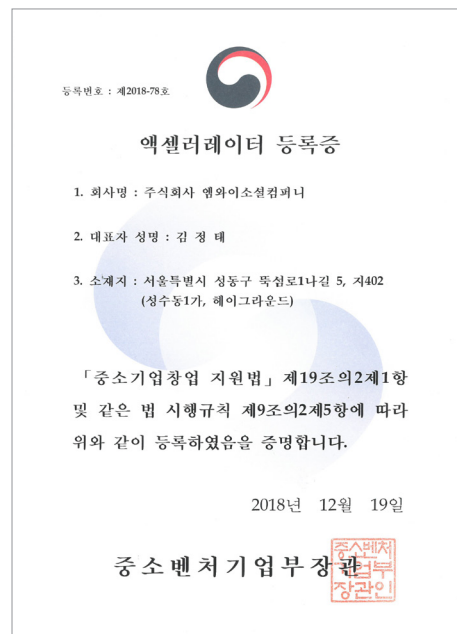 등록번호 : 제2018-78호
액셀러레이터 등록증
1. 회사명 : 주식회사 엠와이소셜컴퍼니
2. 대표자 성명 : 김 정 태
3. 소재지 : 서울특별시 성동구 뚝섬로1나길 5, 지402
(성수동1가, 헤이그라운드)
「중소기업창업 지원법」 제19조의2제1항
및 같은 법 시행규칙 제9조의2제5항에 따라
위와 같이 등록하였음을 증명합니다.
2018년 12월 19일
중소벤처기업부장관
중소벤처
기업부
장관인